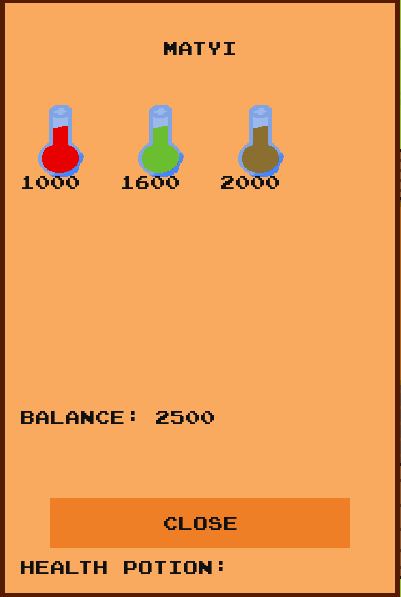 MATYI
1000 1600 2000
BALANCE: 2500
CLOSE
HEALTH POTION: